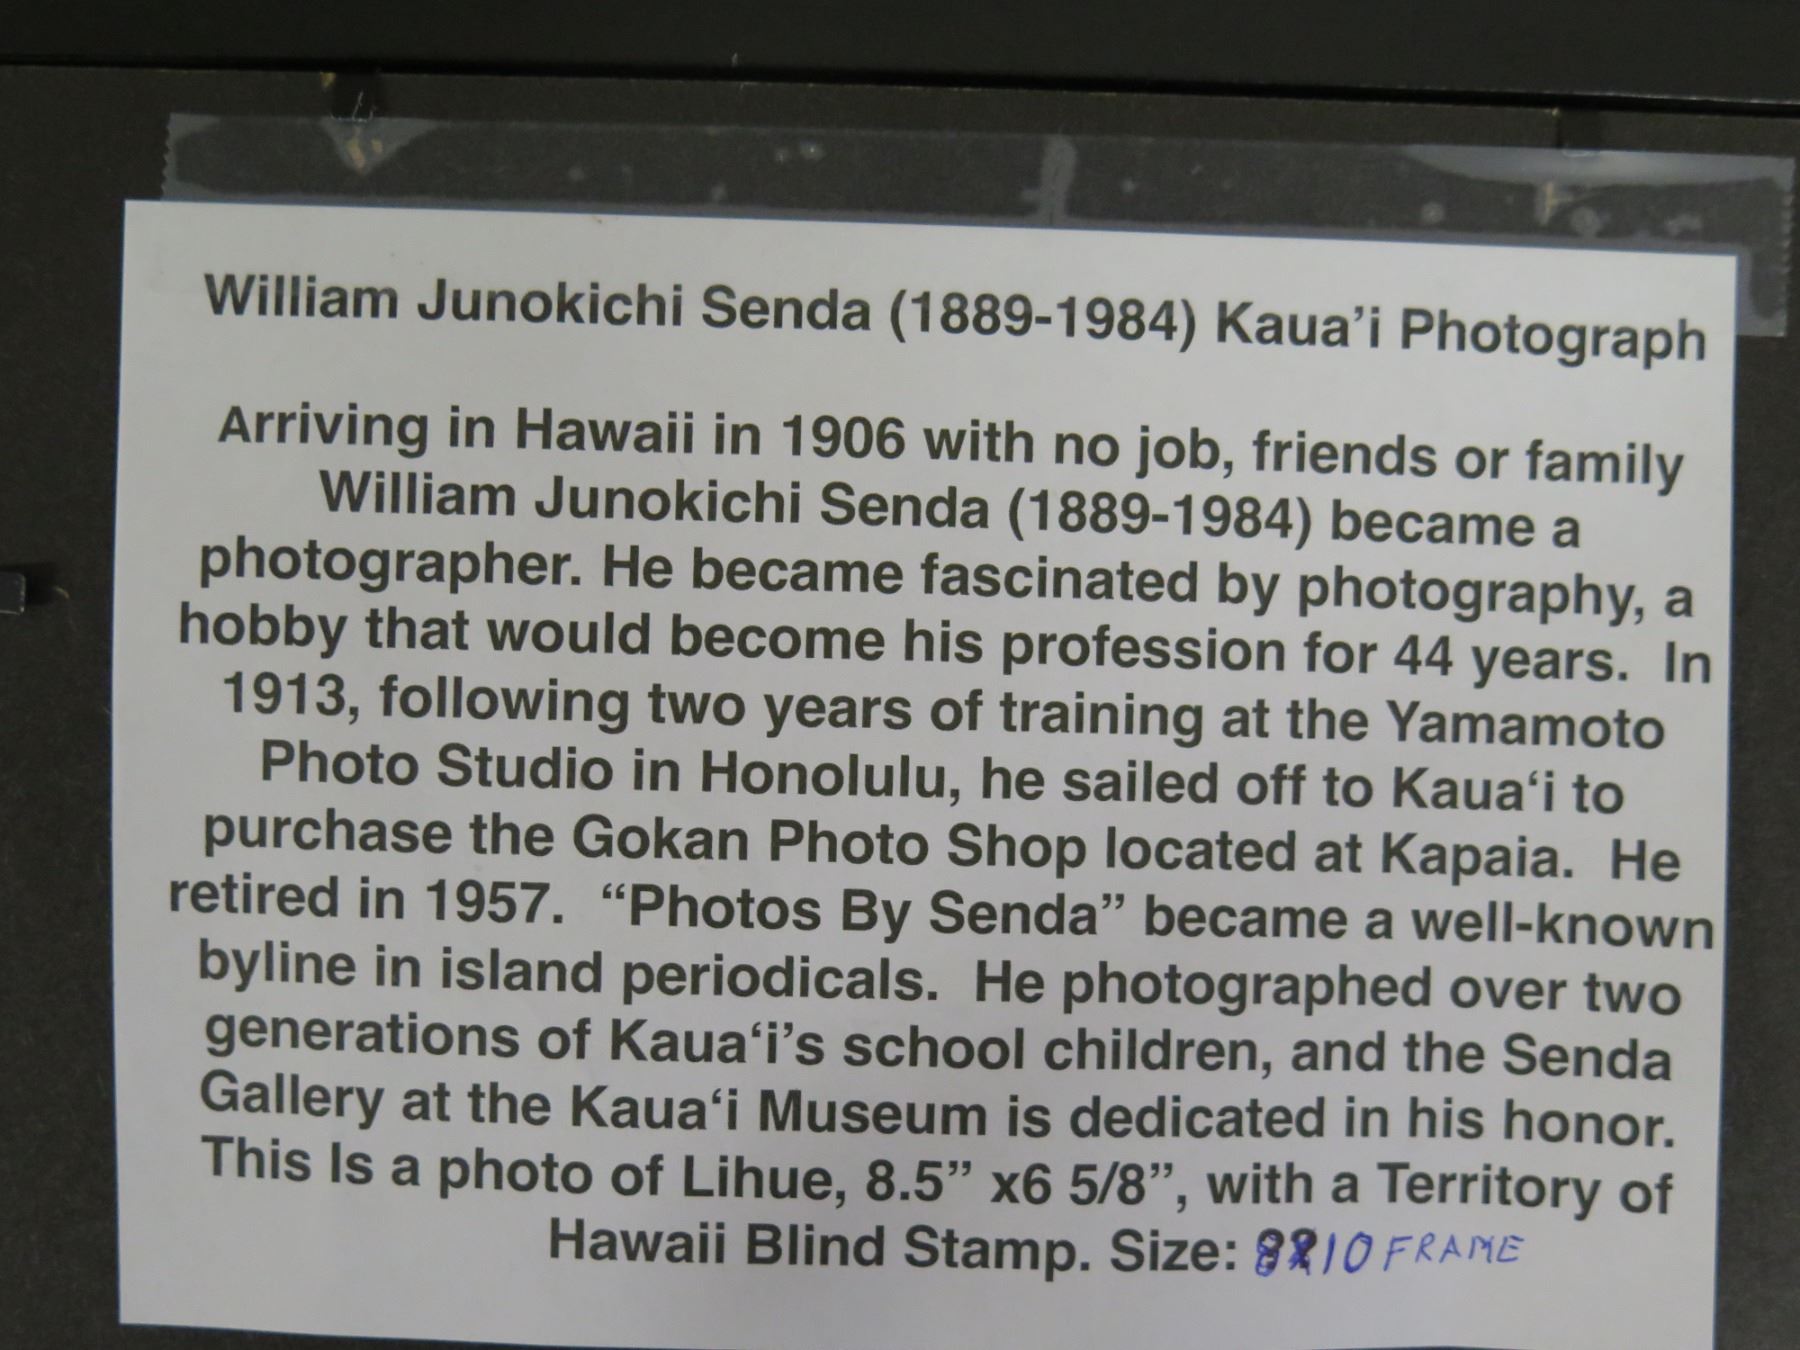 William Junokichi Senda (1889-1984) Kaua’i Photograph
Arriving in Hawaii in 1906 with no job, friends or family
William Junokichi Senda (1889-1984) became a
photographer. He became fascinated by photography, a
hobby that would become his profession for 44 years.  In
1913, following two years of training at the Yamamoto
Photo Studio in Honolulu, he sailed off to Kaua‘i to
purchase the Gokan Photo Shop located at Kapaia.  He
retired in 1957.  “Photos By Senda” became a well-known
byline in island periodicals.  He photographed over two
generations of Kaua‘i’s school children, and the Senda
Gallery at the Kaua‘i Museum is dedicated in his honor.
This Is a photo of Lihue, 8.5” x6 5/8”, with a Territory of
Hawaii Blind Stamp. Size: 8X10 FRAME